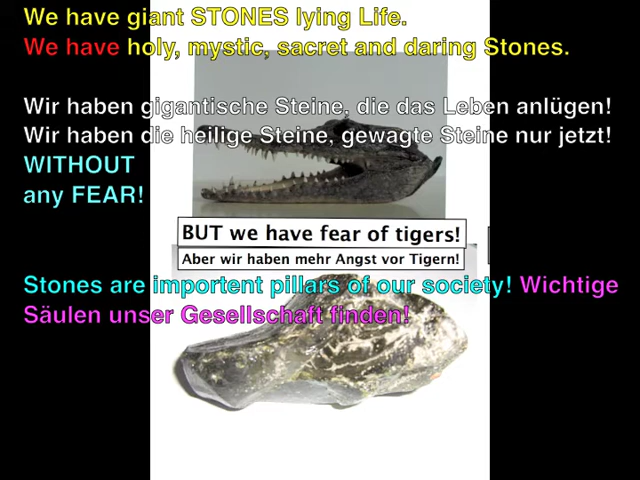 We have giant STONES lying Life.
We have holy, mystic, sacret and daring Stones.
Wir haben gigantische Steine, die das Leben anlügen!
Wir haben die heilige Steine, gewagte Steine nur jetzt!
WITHOUT
any FEAR!
BUT we have fear of tigers!
Aber wir haben mehr Angst vor Tigern!
Stones are importent pillars of our society! Wichtige
Säulen unser Gesellschaft finden!